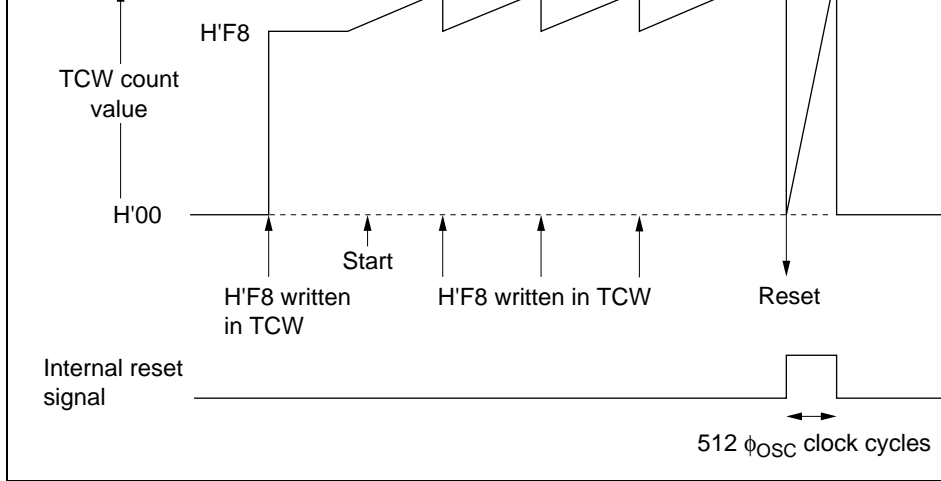 H'F8
TCW count
value
H'00
Start
H'F8 written
in TCW
H'F8 written in TCW
Reset
Internal reset
signal
512 ϕOSC clock cycles